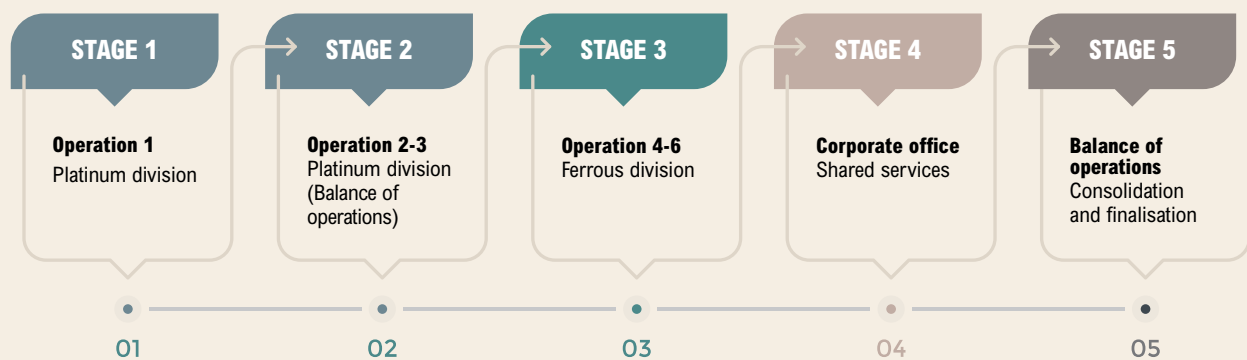 STAGE 1
Operation 1
Platinum division
STAGE 2
Operation 2-3
Platinum division
(Balance of
operations)
STAGE 3
Operation 4-6
Ferrous division
STAGE 4
Corporate office
Shared services
STAGE 5
Balance of
operations
Consolidation
and finalisation
01
02
03
04
05